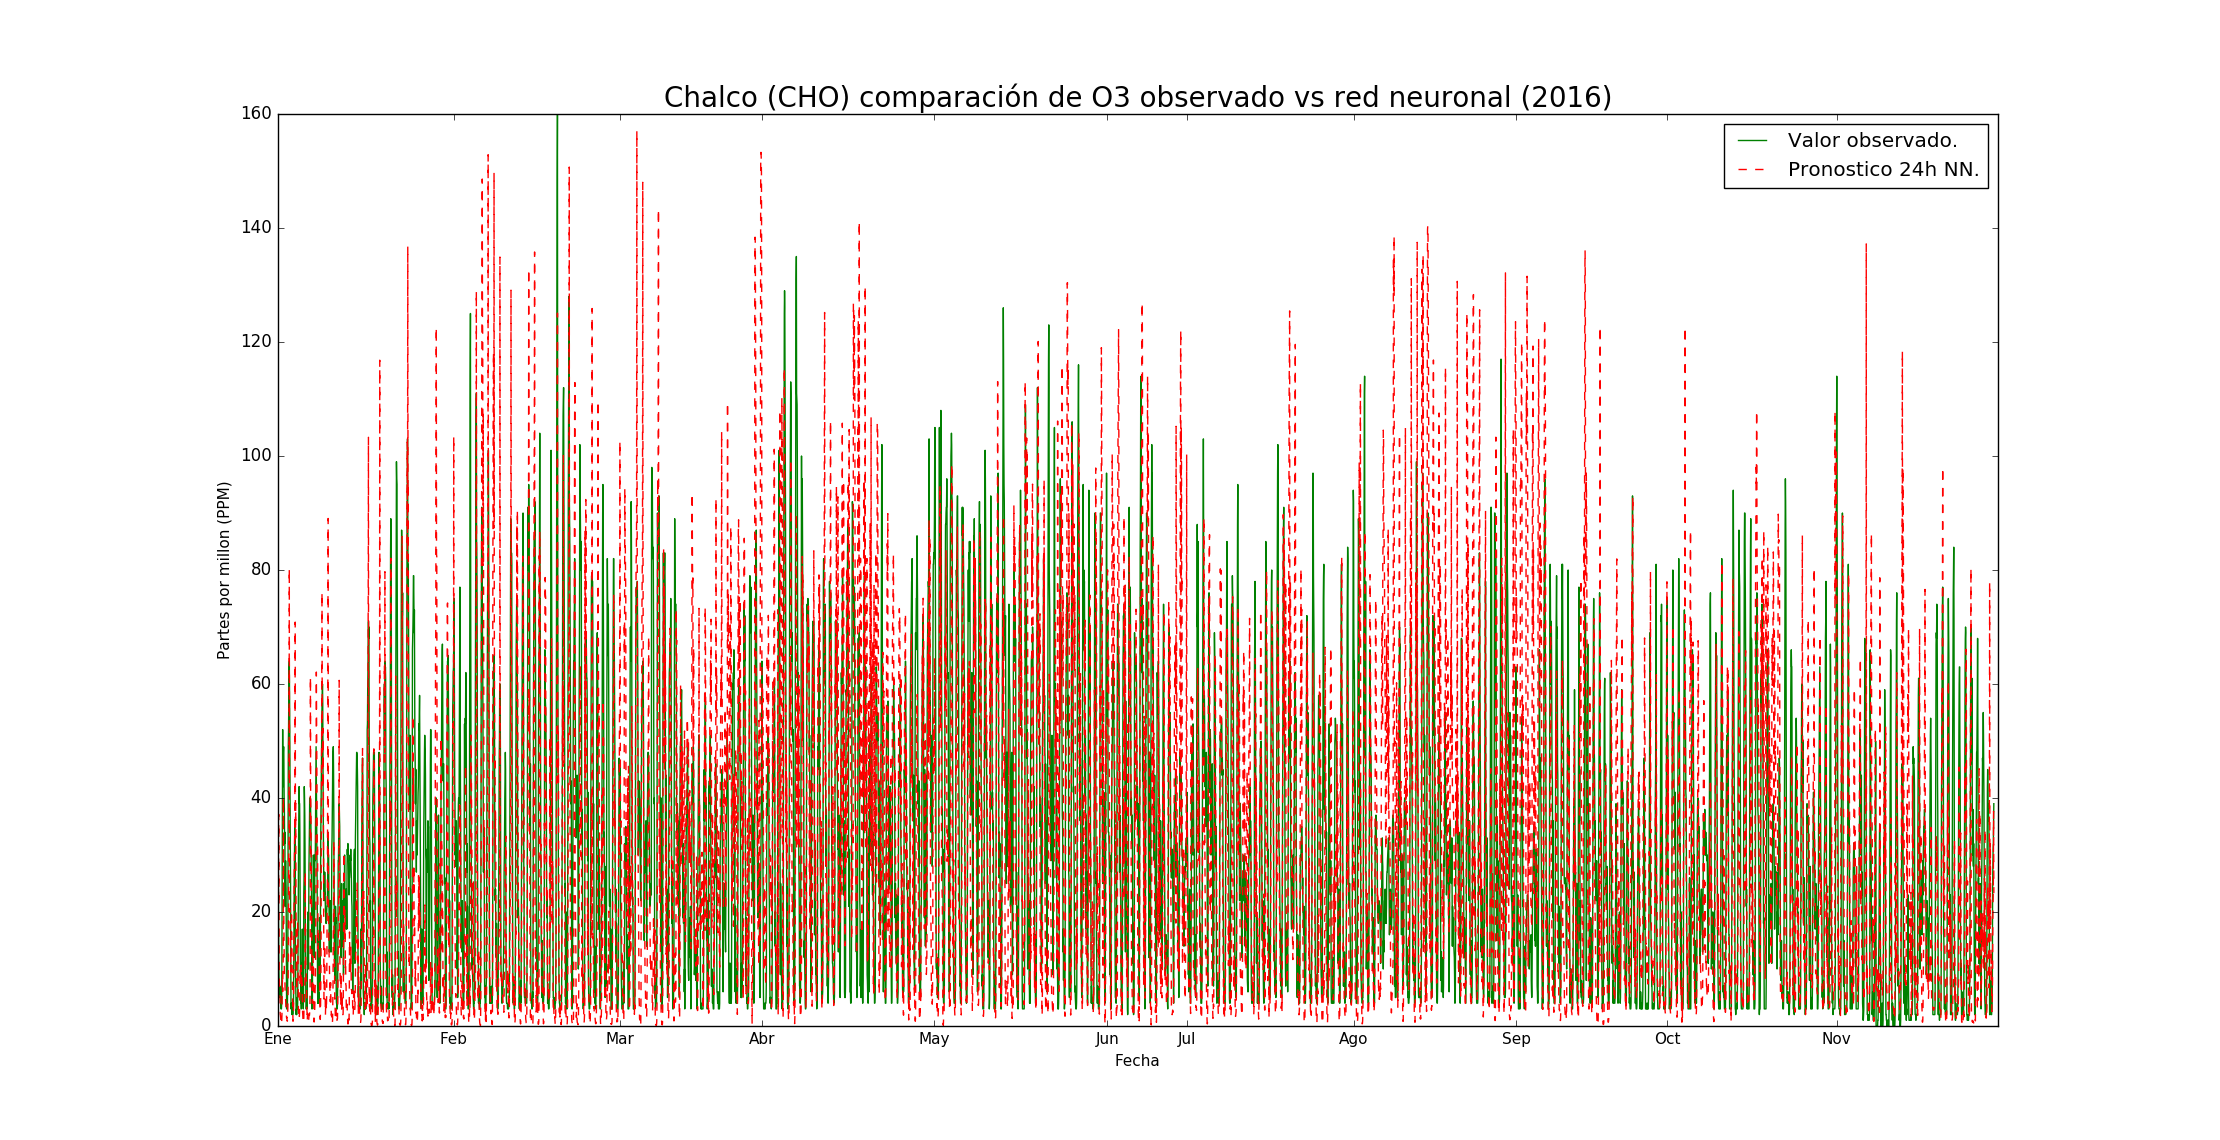 Chalco (CHO) comparación de O3 observado vs red neuronal (2016)
Valor observado.
Pronostico 24h NN.
Partes por millon (PPM)
160
140
120
100
80
60
40
20
0
Ene Feb Mar Abr May Jun Jul Ago Sep Oct Nov
Fecha